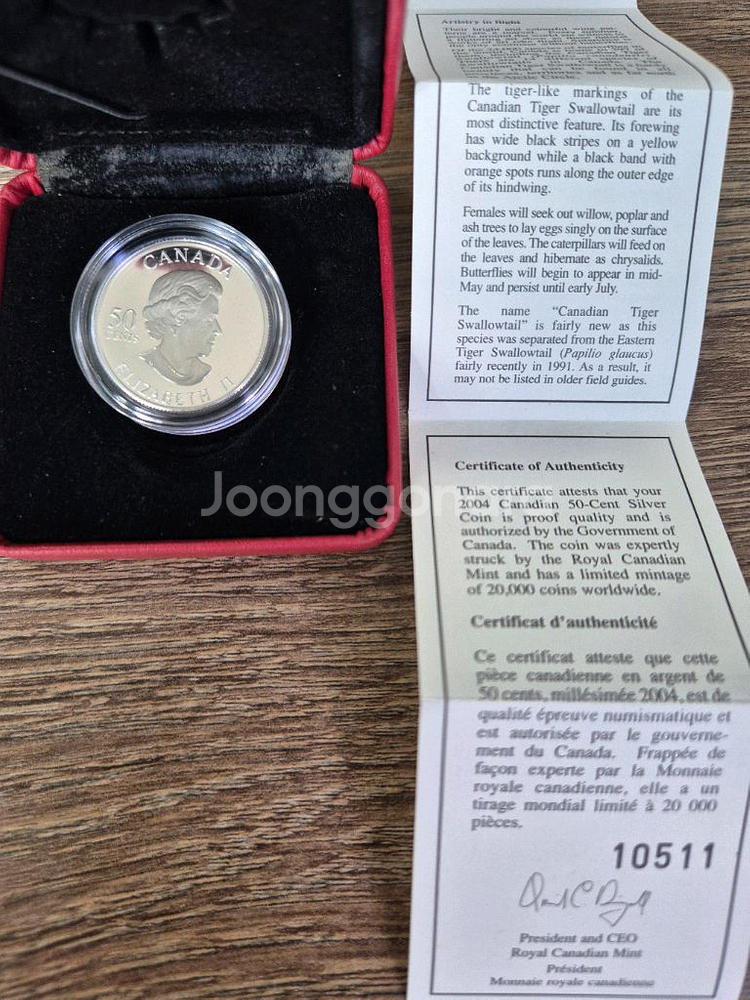 CANADA
50
CENTS
ELIZABETH II
Artistry in flight
The tiger-like markings of the
Canadian Tiger Swallowtail are its
most distinctive feature. Its forewing
has wide black stripes on a yellow
background while a black band with
orange spots runs along the outer edge
of its hindwing.
Females will seek out willow, poplar and
ash trees to lay eggs singly on the surface
of the leaves. The caterpillars will feed on
the leaves and hibernate as chrysalids.
Butterflies will begin to appear in mid-
May and persist until early July.
The name “Canadian Tiger
Swallowtail” is fairly new as this
species was separated from the Eastern
Tiger Swallowtail (Papilio glaucus)
fairly recently in 1991. As a result, it
may not be listed in older field guides.
Certificate of Authenticity
This certificate attests that your
2004 Canadian 50-Cent Silver
Coin is proof quality and is
authorized by the Government of
Canada. The coin was expertly
struck by the Royal Canadian
Mint and has a limited mintage
of 20,000 coins worldwide.
Certificat d'authenticité
Ce certificat atteste que cette
pièce canadienne en argent de
50 cents, millésimée 2004, est de
qualité épreuve numismatique et
est autorisée par le gouverne-
ment du Canada. Frappée de
façon experte par la Monnaie
royale canadienne, elle a un
tirage mondial limité à 20 000
pièces.
10511
President and CEO
Royal Canadian Mint
Président
Monnaie royale canadienne